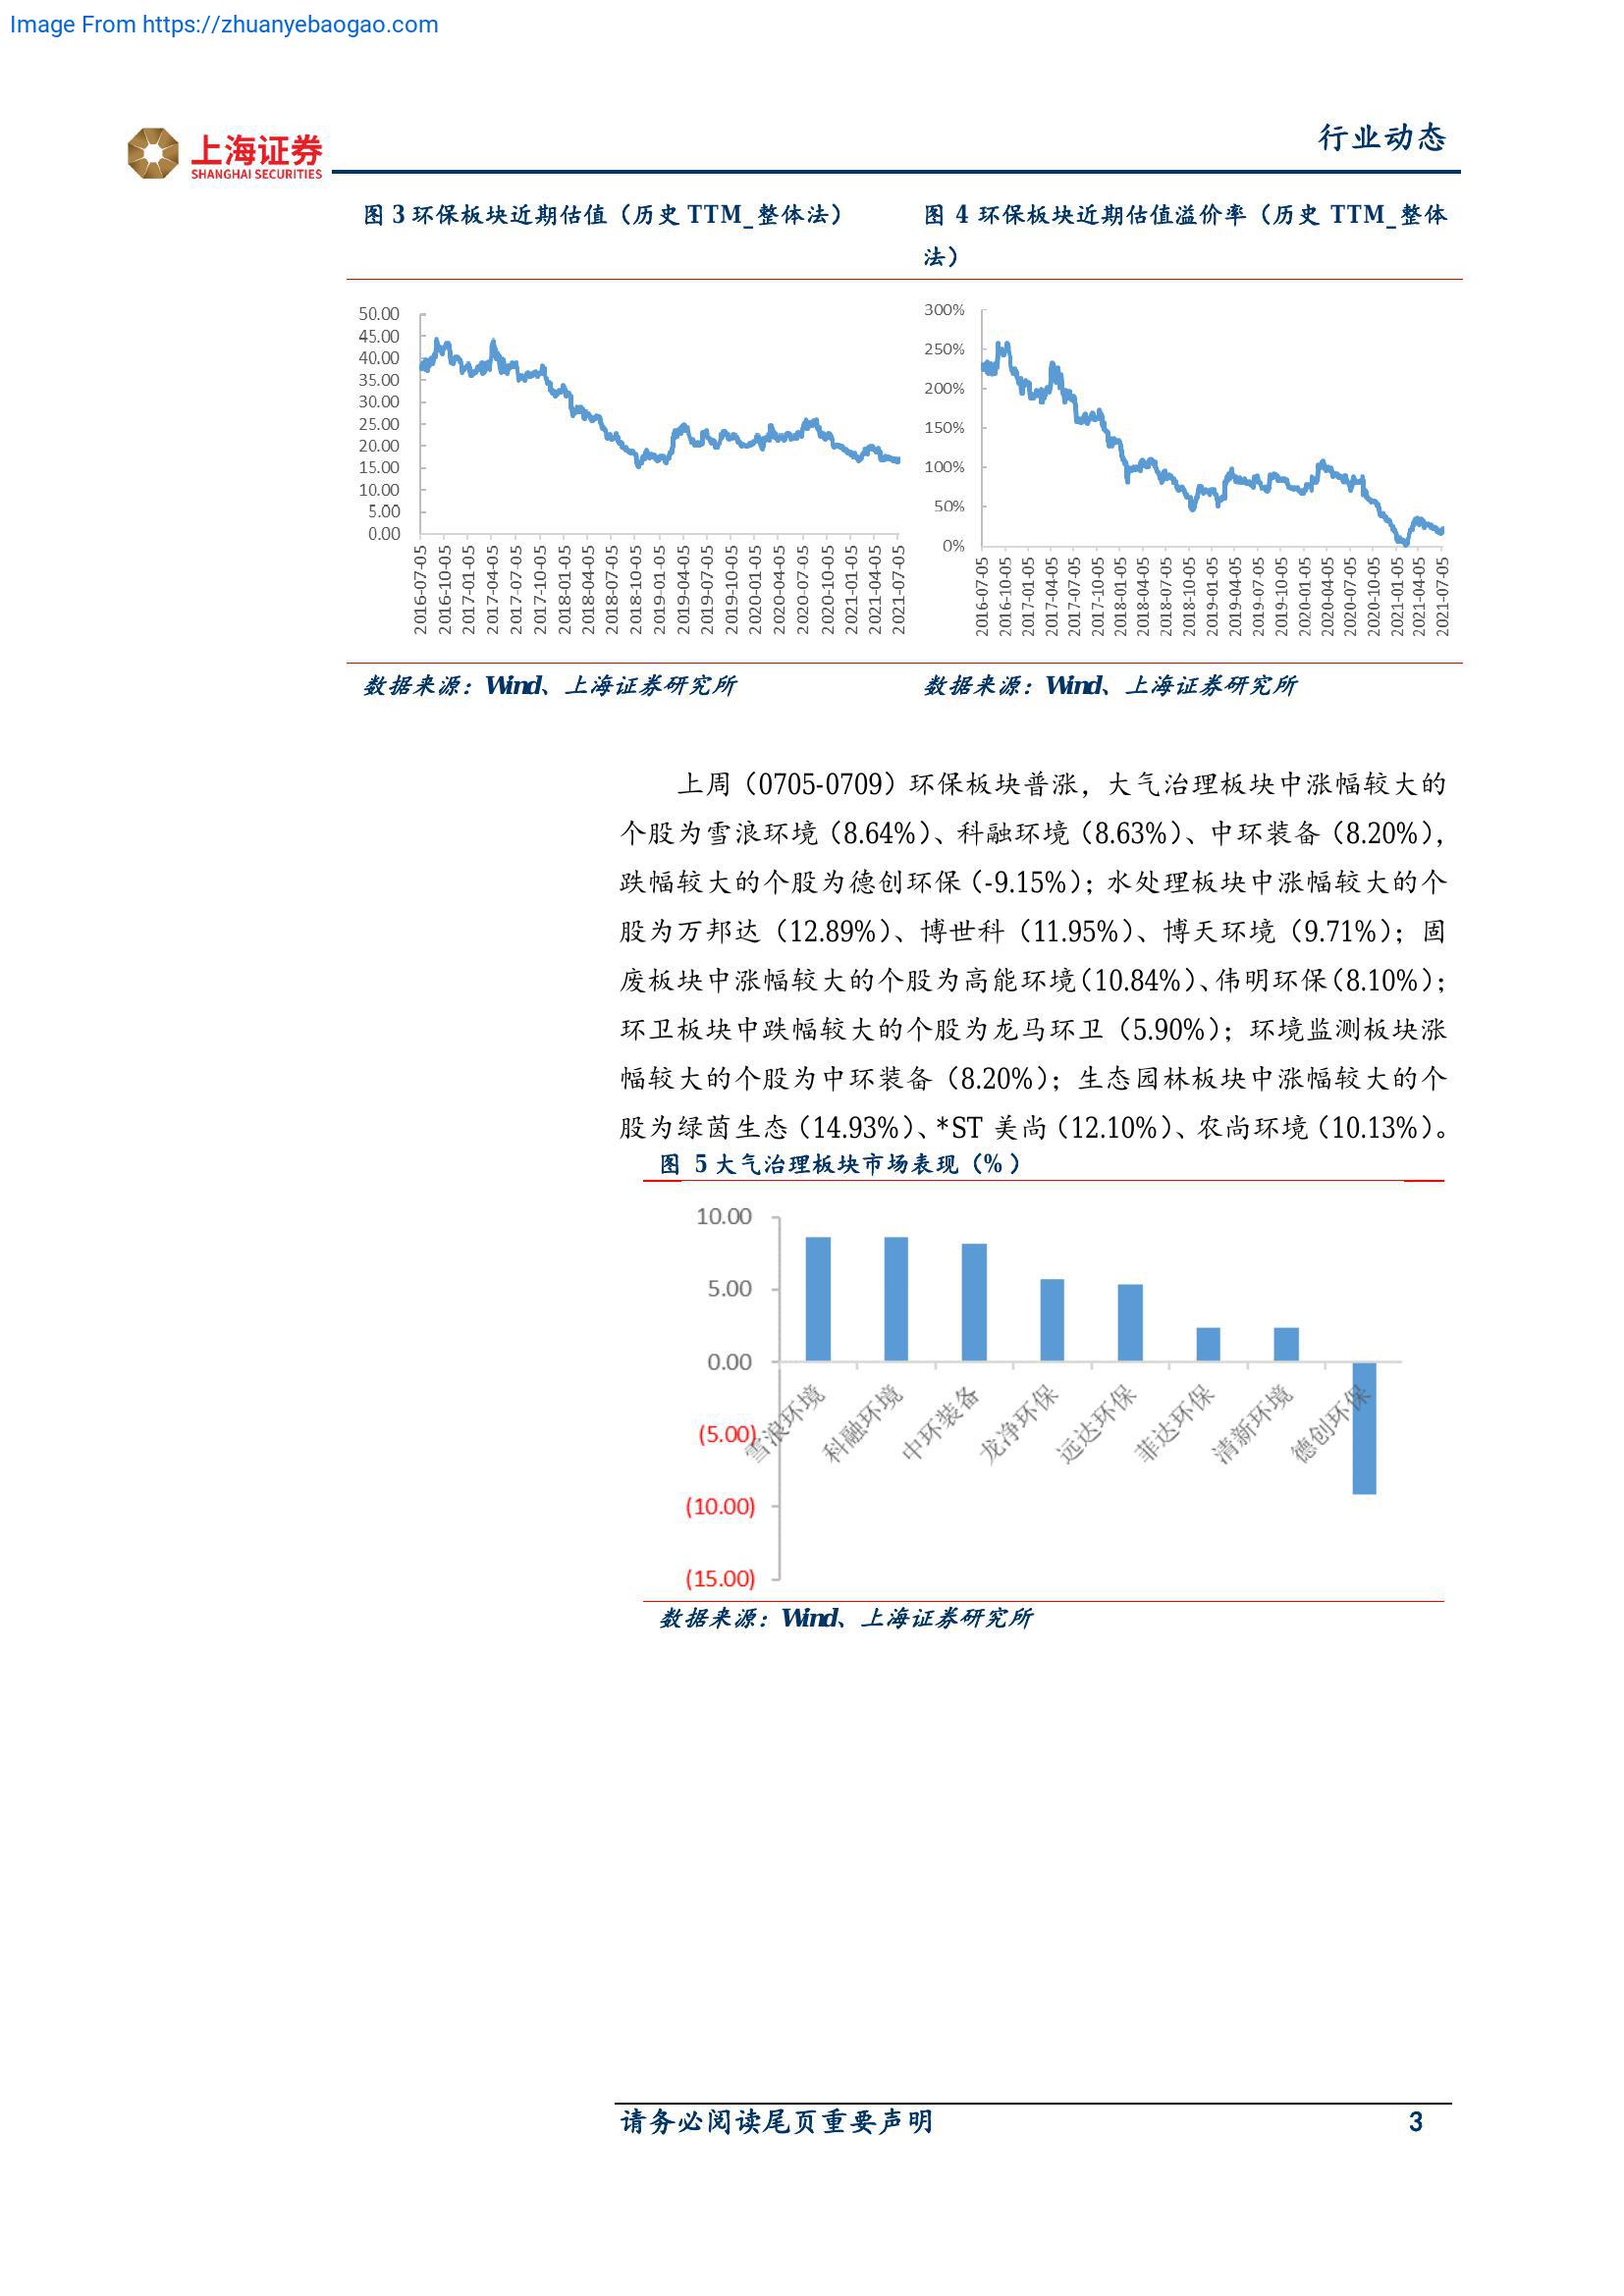 Image From https://zhuanyebaogao.com
上海证券
SHANGHAI SECURITIES
行业动态
图 3 环保板块近期估值（历史 TTM_整体法）
图 4 环保板块近期估值溢价率（历史 TTM_整体
法）
50.00
45.00
40.00
35.00
30.00
25.00
20.00
15.00
10.00
5.00
0.00
2016-07-05
2016-10-05
2017-01-05
2017-04-05
2017-07-05
2017-10-05
2018-01-05
2018-04-05
2018-07-05
2018-10-05
2019-01-05
2019-04-05
2019-07-05
2019-10-05
2020-01-05
2020-04-05
2020-07-05
2020-10-05
2021-01-05
2021-04-05
2021-07-05
300%
250%
200%
150%
100%
50%
0%
2016-07-05
2016-10-05
2017-01-05
2017-04-05
2017-07-05
2017-10-05
2018-01-05
2018-04-05
2018-07-05
2018-10-05
2019-01-05
2019-04-05
2019-07-05
2019-10-05
2020-01-05
2020-04-05
2020-07-05
2020-10-05
2021-01-05
2021-04-05
2021-07-05
数据来源：Wind、上海证券研究所
数据来源：Wind、上海证券研究所
上周（0705-0709）环保板块普涨，大气治理板块中涨幅较大的
个股为雪浪环境（8.64%）、科融环境（8.63%）、中环装备（8.20%），
跌幅较大的个股为德创环保（-9.15%）；水处理板块中涨幅较大的个
股为万邦达（12.89%）、博世科（11.95%）、博天环境（9.71%）；固
废板块中涨幅较大的个股为高能环境（10.84%）、伟明环保（8.10%）；
环卫板块中跌幅较大的个股为龙马环卫（5.90%）；环境监测板块涨
幅较大的个股为中环装备（8.20%）；生态园林板块中涨幅较大的个
股为绿茵生态（14.93%）、*ST 美尚（12.10%）、农尚环境（10.13%）。
图 5 大气治理板块市场表现（%）
10.00
5.00
0.00
(5.00)
(10.00)
(15.00)
雪浪环境
科融环境
中环装备
龙净环保
远达环保
菲达环保
清新环境
德创环保
数据来源：Wind、上海证券研究所
请务必阅读尾页重要声明
3